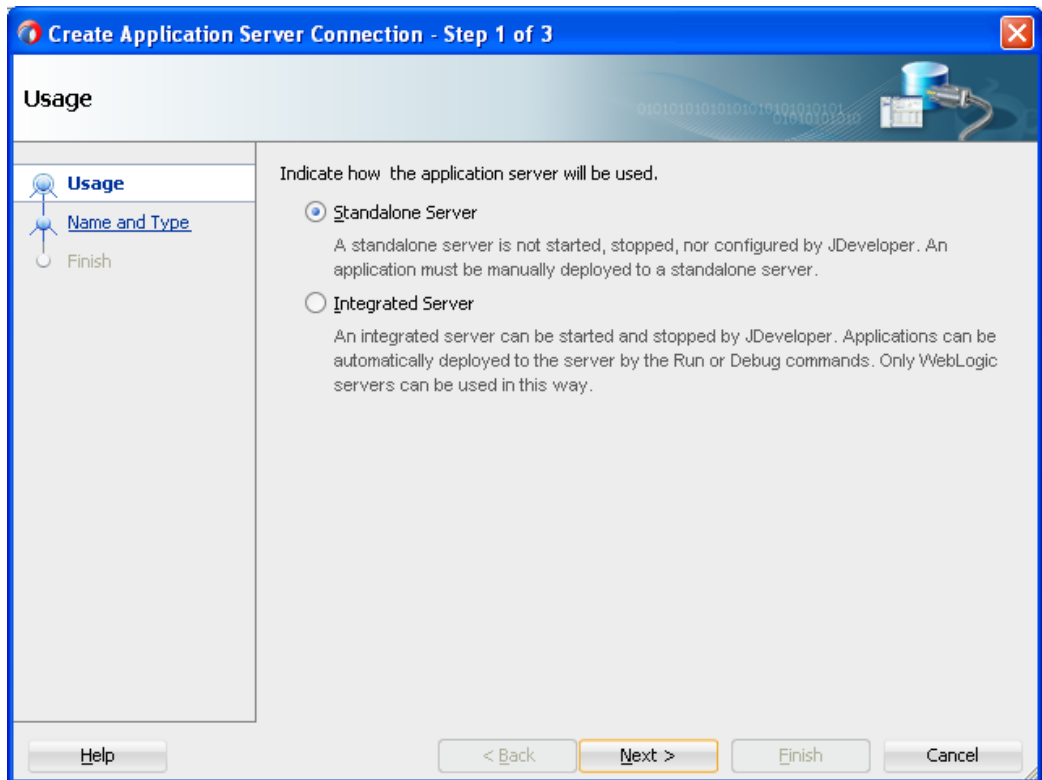 Create Application Server Connection - Step 1 of 3
Usage
0101010101010101010101010101
01010101010
Usage
Name and Type
Finish
Indicate how the application server will be used.
Standalone Server
A standalone server is not started, stopped, nor configured by JDeveloper. An
application must be manually deployed to a standalone server.
Integrated Server
An integrated server can be started and stopped by JDeveloper. Applications can be
automatically deployed to the server by the Run or Debug commands. Only WebLogic
servers can be used in this way.
Help
< Back
Next >
Finish
Cancel